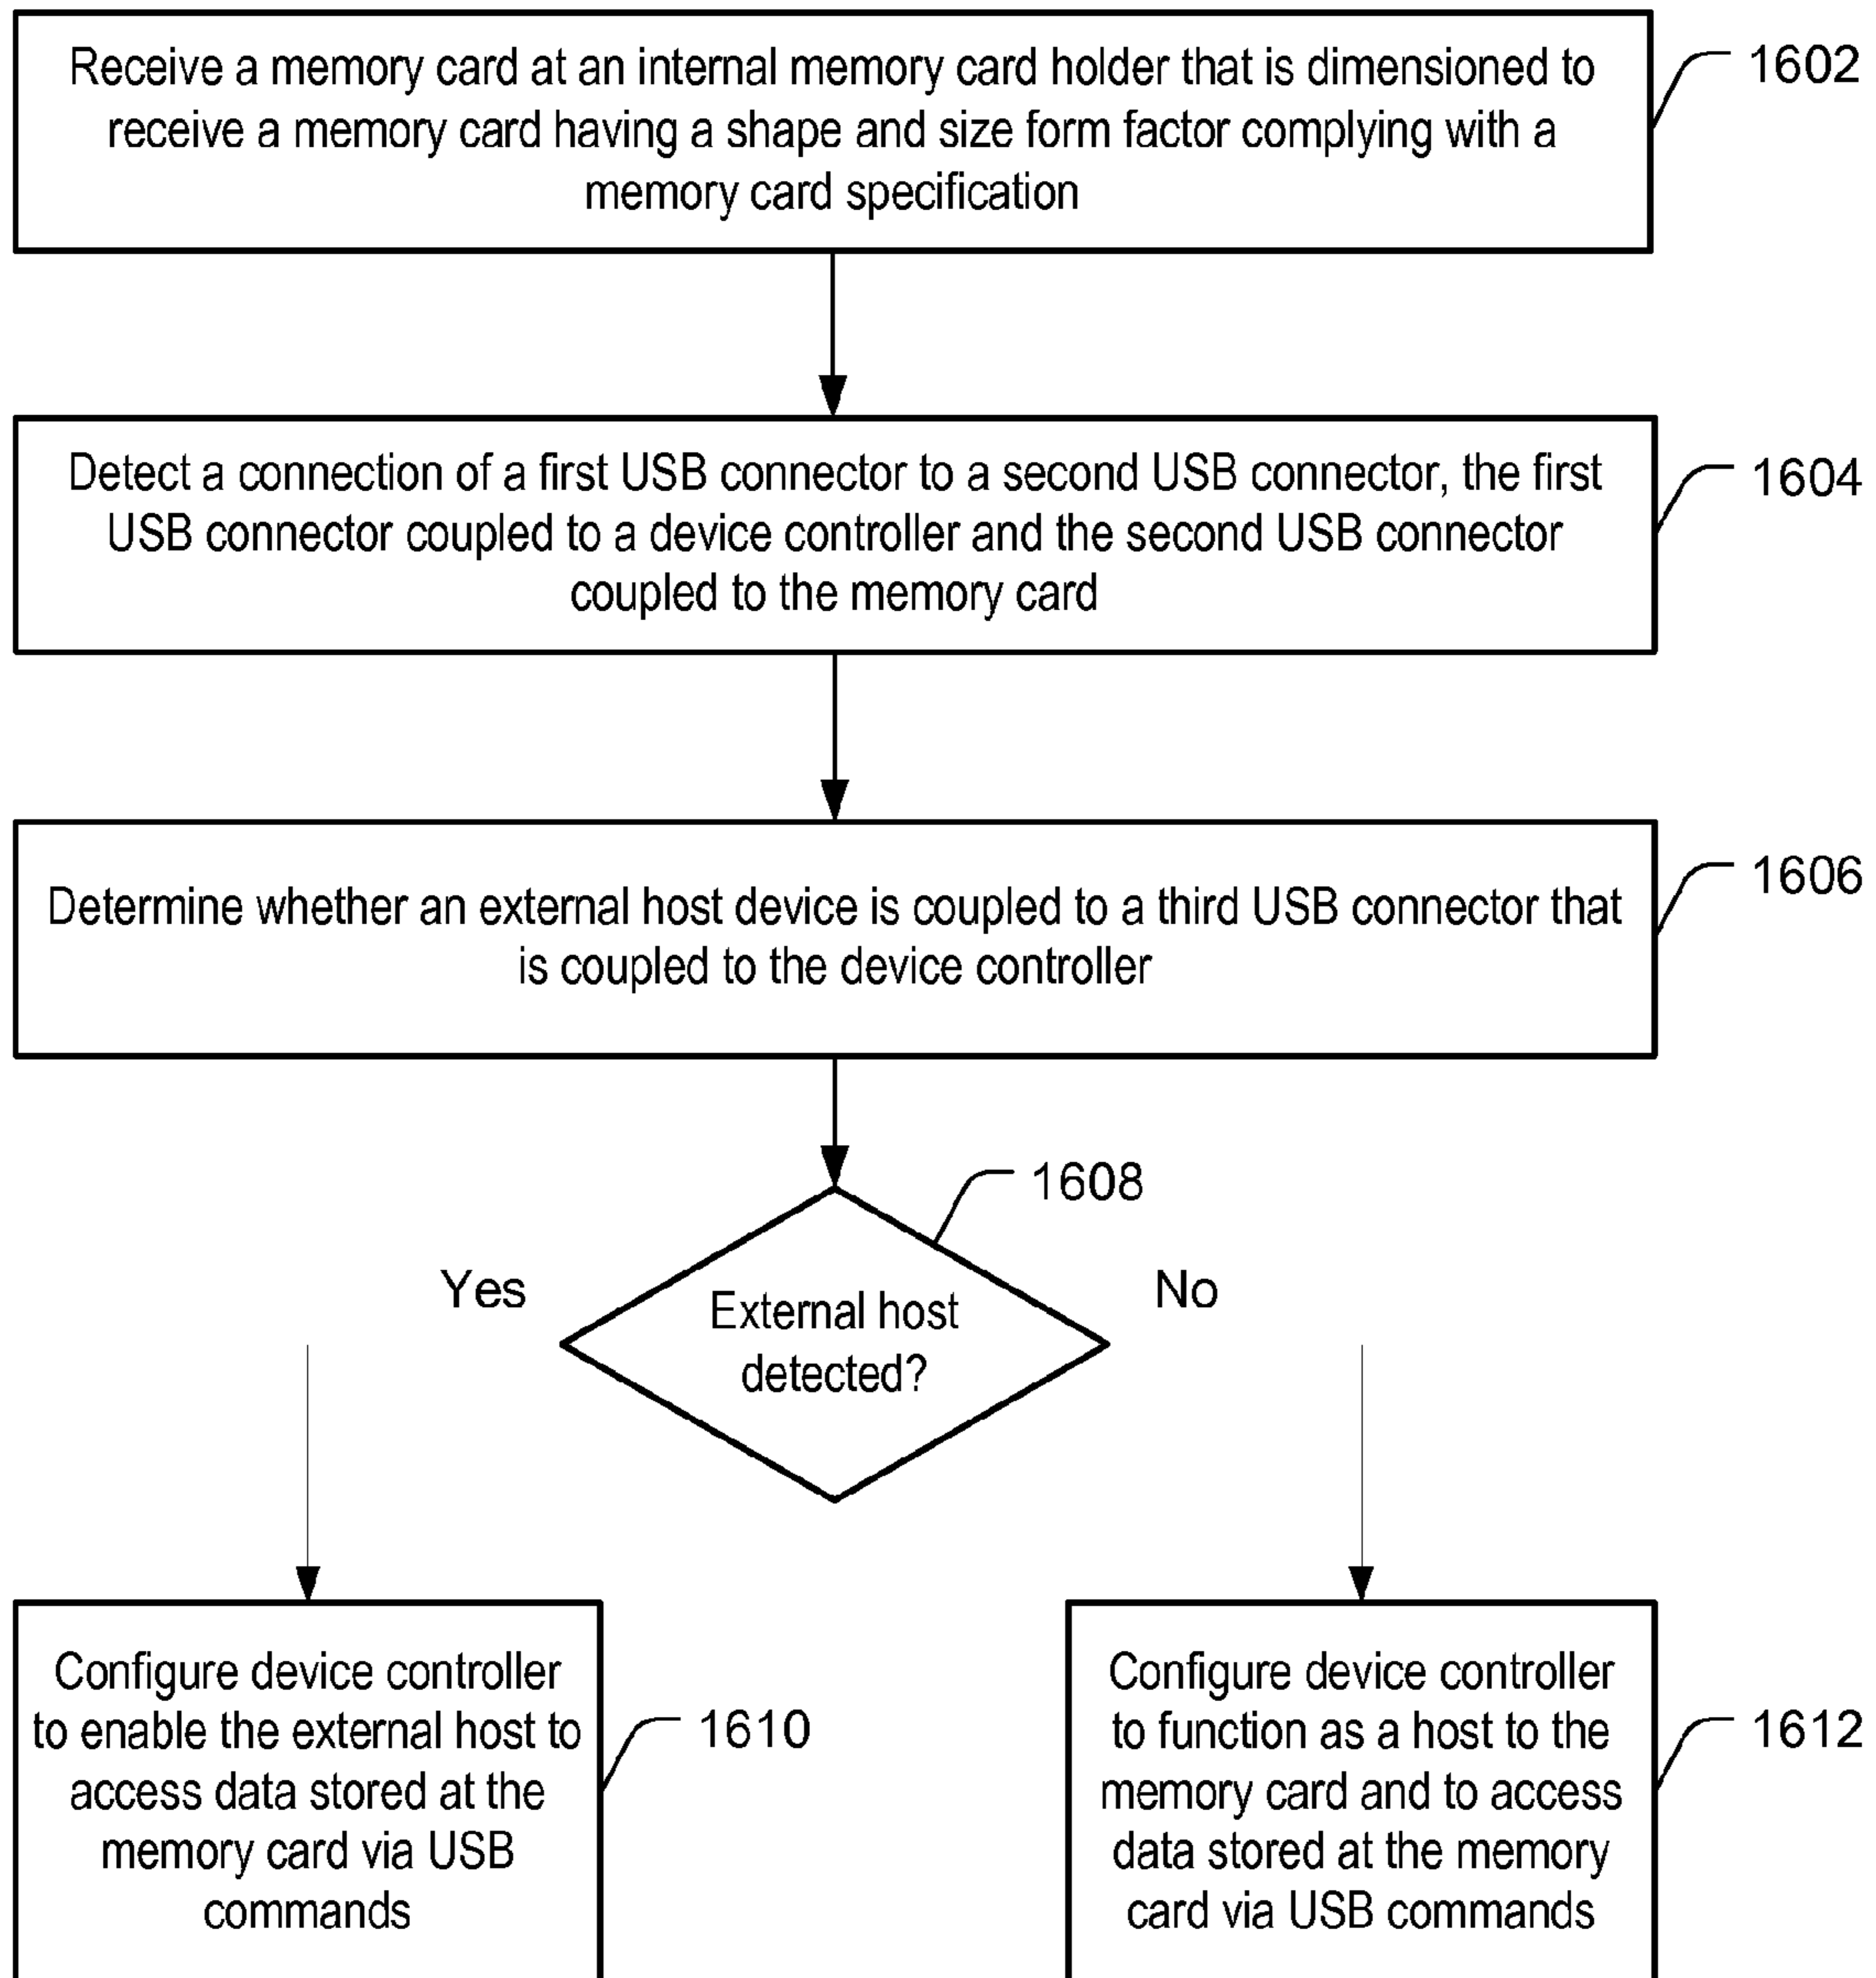 Receive a memory card at an internal memory card holder that is dimensioned to
receive a memory card having a shape and size form factor complying with a
memory card specification
1602
Detect a connection of a first USB connector to a second USB connector, the first
USB connector coupled to a device controller and the second USB connector
coupled to the memory card
1604
Determine whether an external host device is coupled to a third USB connector that
is coupled to the device controller
1606
1608
Yes
External host
detected?
No
Configure device controller
to enable the external host to
access data stored at the
memory card via USB
commands
1610
Configure device controller
to function as a host to the
memory card and to access
data stored at the memory
card via USB commands
1612